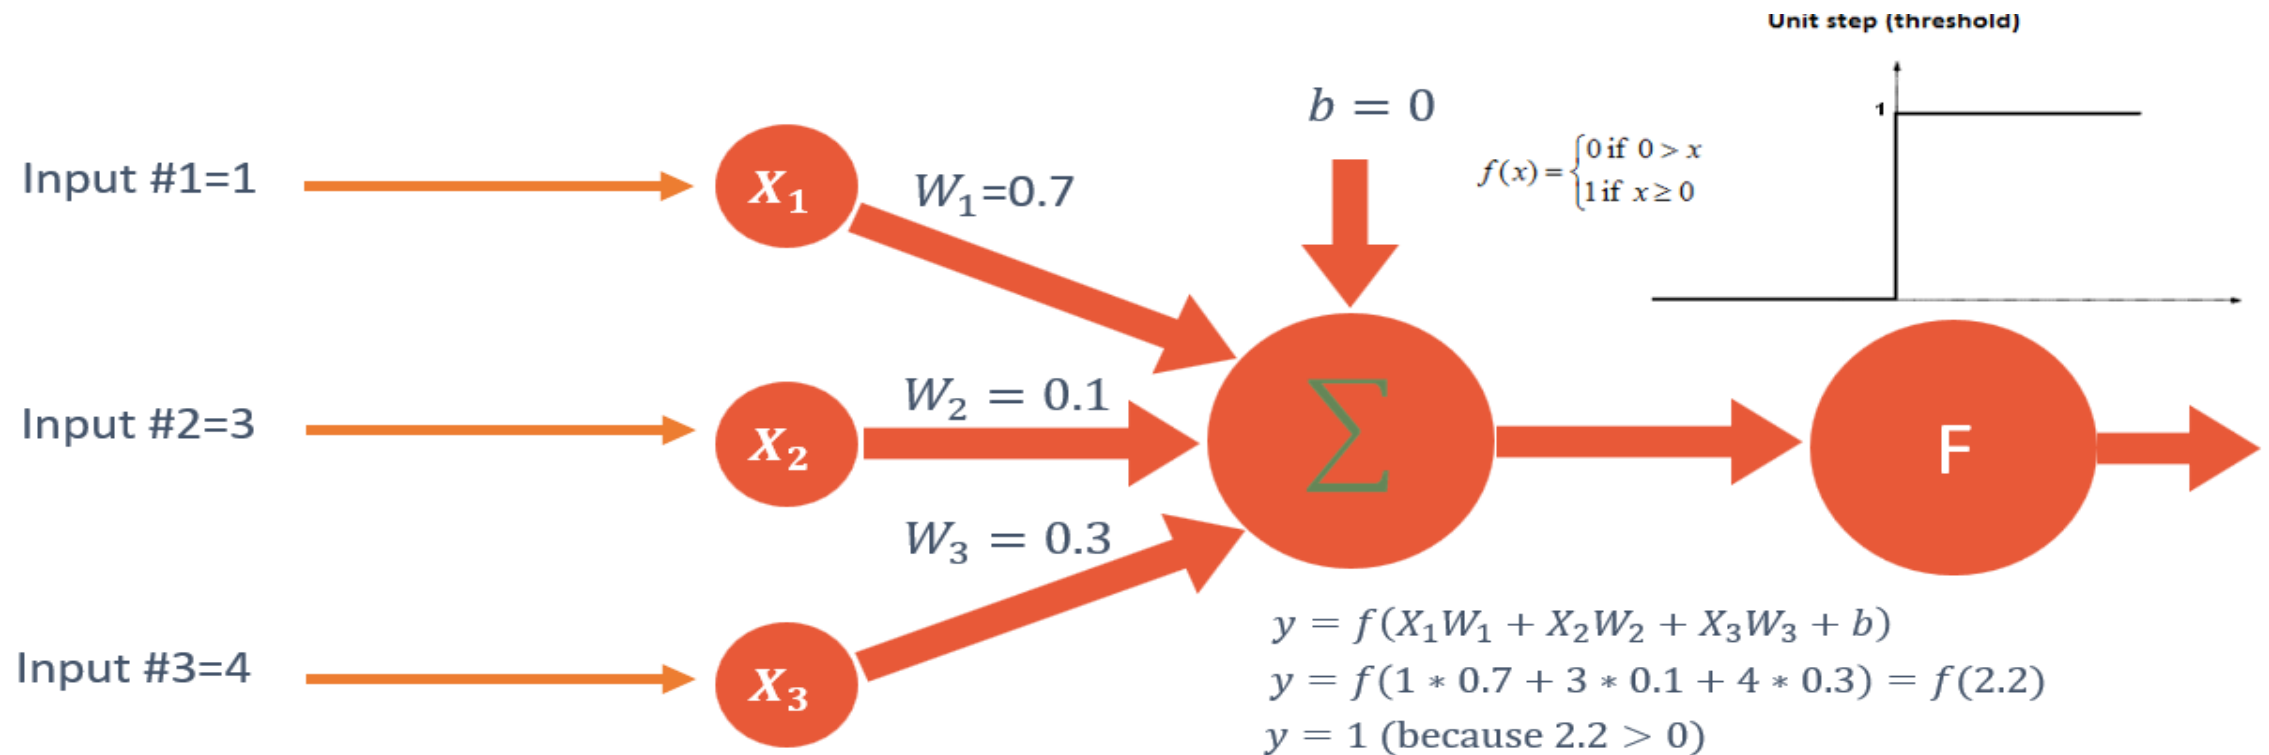 Unit step (threshold)
b = 0
1
f(x) = {0 if 0 > x
1 if x ≥ 0
Input #1=1
X₁
W₁=0.7
Input #2=3
X₂
W₂ = 0.1
∑
F
W₃ = 0.3
Input #3=4
X₃
y = f(X₁W₁ + X₂W₂ + X₃W₃ + b)
y = f(1 * 0.7 + 3 * 0.1 + 4 * 0.3) = f(2.2)
y = 1 (because 2.2 > 0)